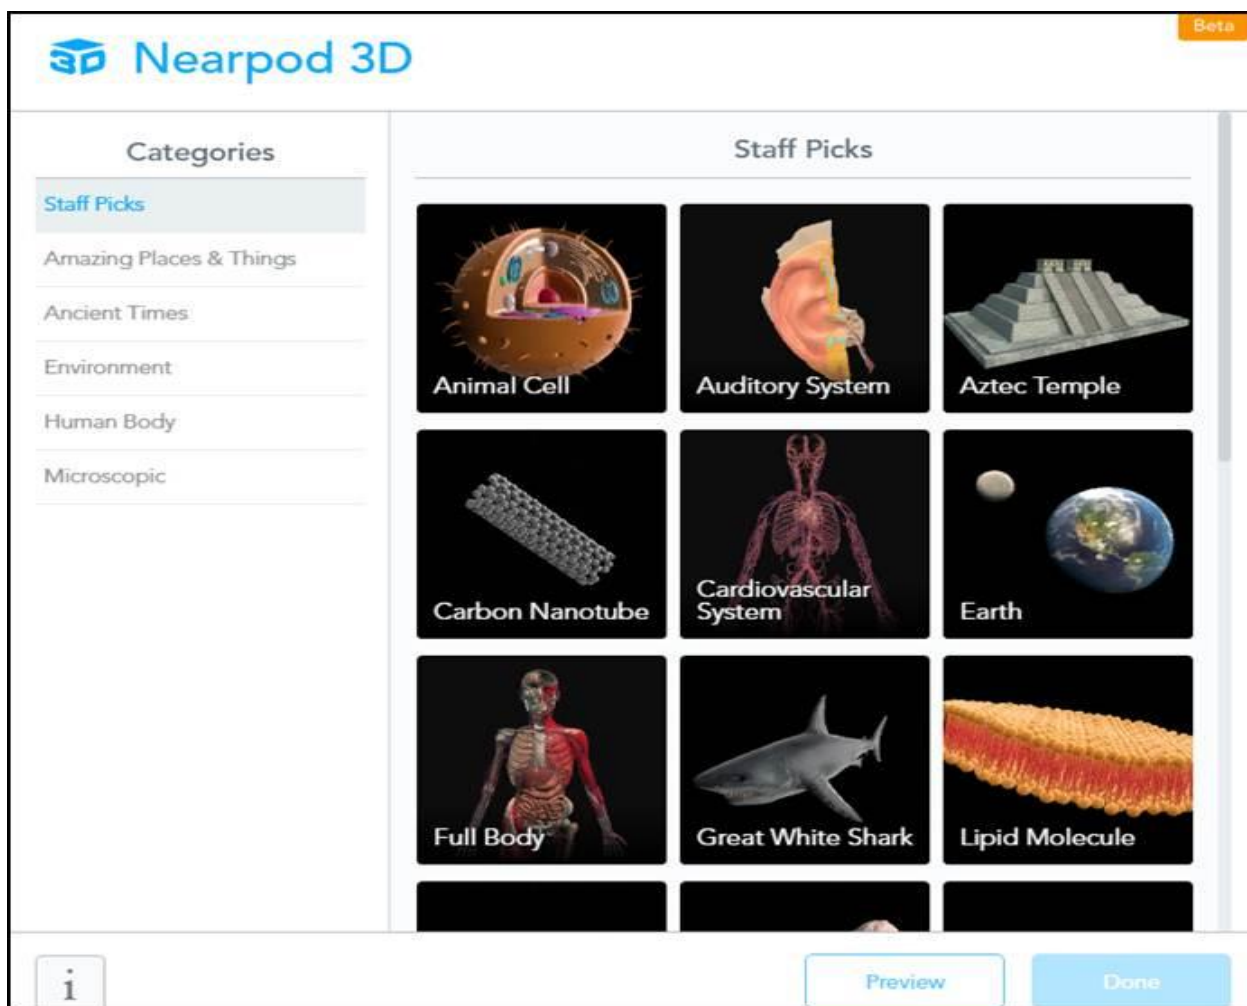 Beta
3D Nearpod 3D
Categories
Staff Picks
Amazing Places & Things
Ancient Times
Environment
Human Body
Microscopic
Staff Picks
Animal Cell
Auditory System
Aztec Temple
Carbon Nanotube
Cardiovascular
System
Earth
Full Body
Great White Shark
Lipid Molecule
i
Preview
Done